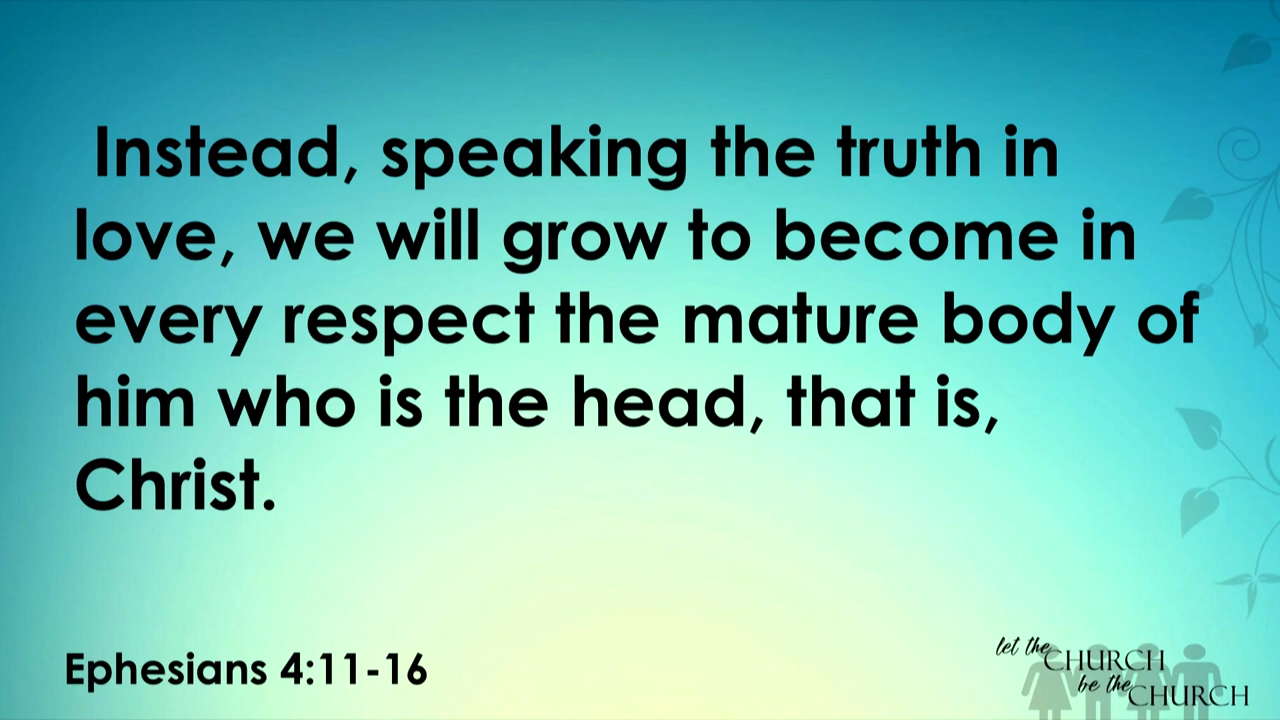 Instead, speaking the truth in
love, we will grow to become in
every respect the mature body of
him who is the head, that is,
Christ.
Ephesians 4:11-16
let the
CHURCH
be the
CHURCH